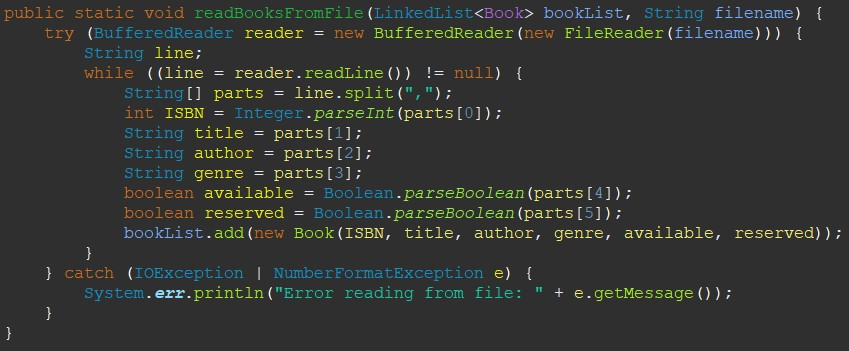 public static void readBooksFromFile(LinkedList<Book> bookList, String filename) {
    try (BufferedReader reader = new BufferedReader(new FileReader(filename))) {
        String line;
        while ((line = reader.readLine()) != null) {
            String[] parts = line.split(",");
            int ISBN = Integer.parseInt(parts[0]);
            String title = parts[1];
            String author = parts[2];
            String genre = parts[3];
            boolean available = Boolean.parseBoolean(parts[4]);
            boolean reserved = Boolean.parseBoolean(parts[5]);
            bookList.add(new Book(ISBN, title, author, genre, available, reserved));
        }
    } catch (IOException | NumberFormatException e) {
        System.err.println("Error reading from file: " + e.getMessage());
    }
}